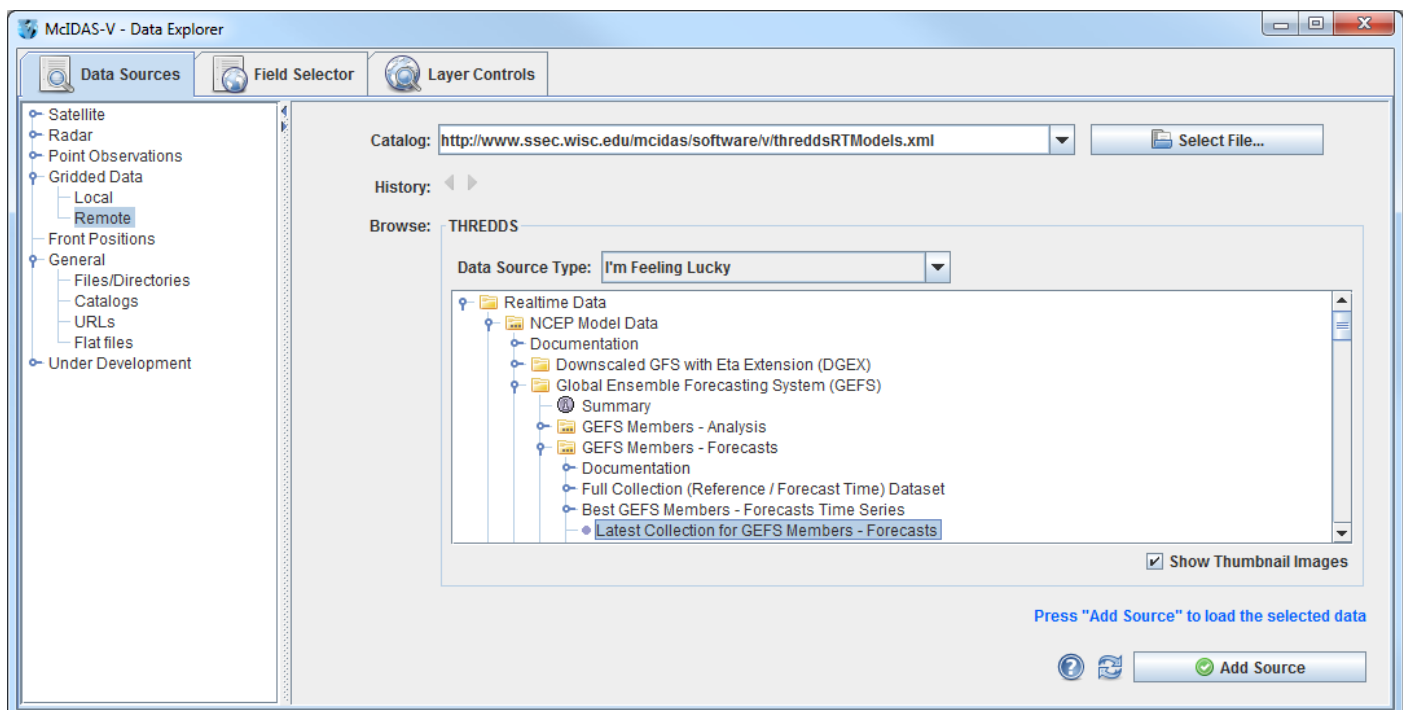 McIDAS-V - Data Explorer
Data Sources
Field Selector
Layer Controls
Satellite
Radar
Point Observations
Gridded Data
Local
Remote
Front Positions
General
Files/Directories
Catalogs
URLs
Flat files
Under Development
Catalog: http://www.ssec.wisc.edu/mcidas/software/v/threddsRTModels.xml Select File...
History:
Browse: THREDDS
Data Source Type: I'm Feeling Lucky
Realtime Data
NCEP Model Data
Documentation
Downscaled GFS with Eta Extension (DGEX)
Global Ensemble Forecasting System (GEFS)
Summary
GEFS Members - Analysis
GEFS Members - Forecasts
Documentation
Full Collection (Reference / Forecast Time) Dataset
Best GEFS Members - Forecasts Time Series
Latest Collection for GEFS Members - Forecasts
Show Thumbnail Images
Press "Add Source" to load the selected data
Add Source